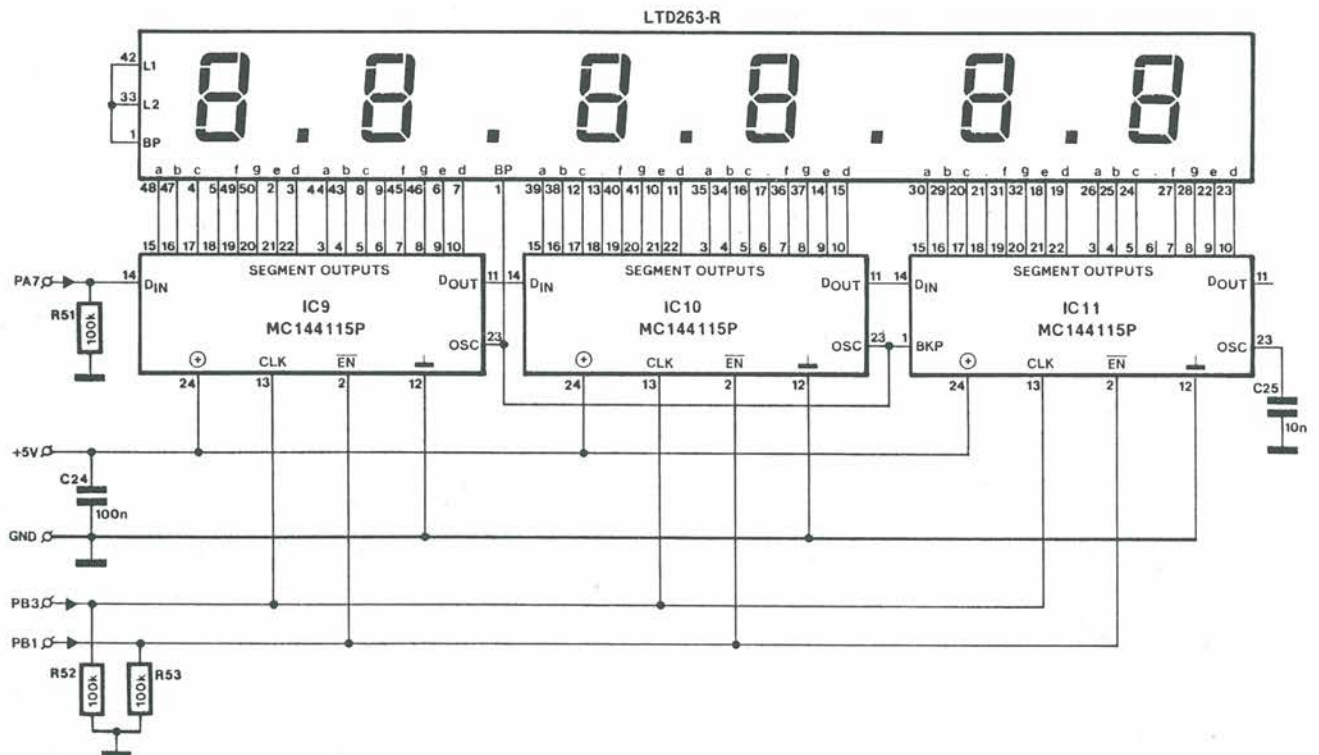 LTD263-R
42 L1
33 L2
1 BP
a b c f g e d a b c f g e d BP a b c . f g e d a b c . f g e d a b c . f g e d a b c . f g e d
48 47 4 5 49 50 2 3 44 43 8 9 45 46 6 7 1 39 38 12 13 40 41 10 11 35 34 16 17 36 37 14 15 30 29 20 21 31 32 18 19 26 25 24 27 28 22 23
15 16 17 18 19 20 21 22 3 4 5 6 7 8 9 10 15 16 17 18 19 20 21 22 3 4 5 6 7 8 9 10 15 16 17 18 19 20 21 22 3 4 5 6 7 8 9 10
SEGMENT OUTPUTS SEGMENT OUTPUTS SEGMENT OUTPUTS
PA7 14 DIN DOUT 11 14 DIN DOUT 11 14 DIN DOUT 11
IC9 IC10 IC11
MC144115P MC144115P MC144115P
R51 100k
OSC 23 OSC 23 1 BKP OSC 23
+ CLK EN + CLK EN + CLK EN
24 13 2 12 24 13 2 12 24 13 2 12
C25
10n
+5V
C24
100n
GND
PB3
PB1
R52 100k 100k R53